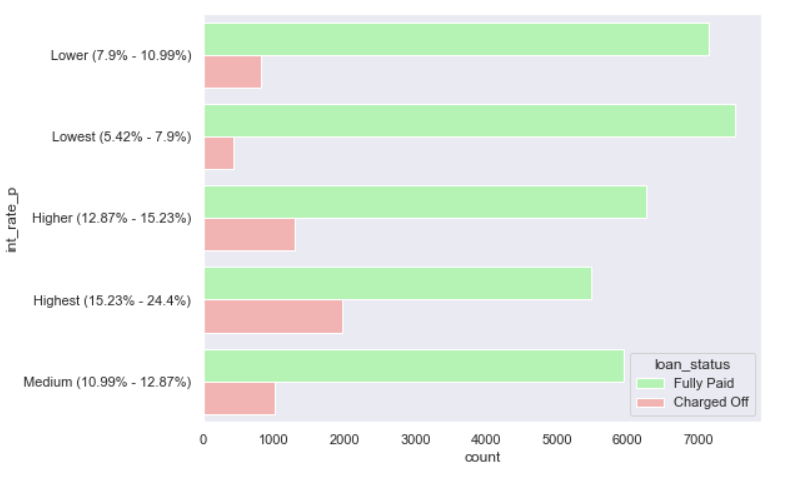 int_rate_p
Lower (7.9% - 10.99%)
Lowest (5.42% - 7.9%)
Higher (12.87% - 15.23%)
Highest (15.23% - 24.4%)
Medium (10.99% - 12.87%)
loan_status
Fully Paid
Charged Off
0 1000 2000 3000 4000 5000 6000 7000
count